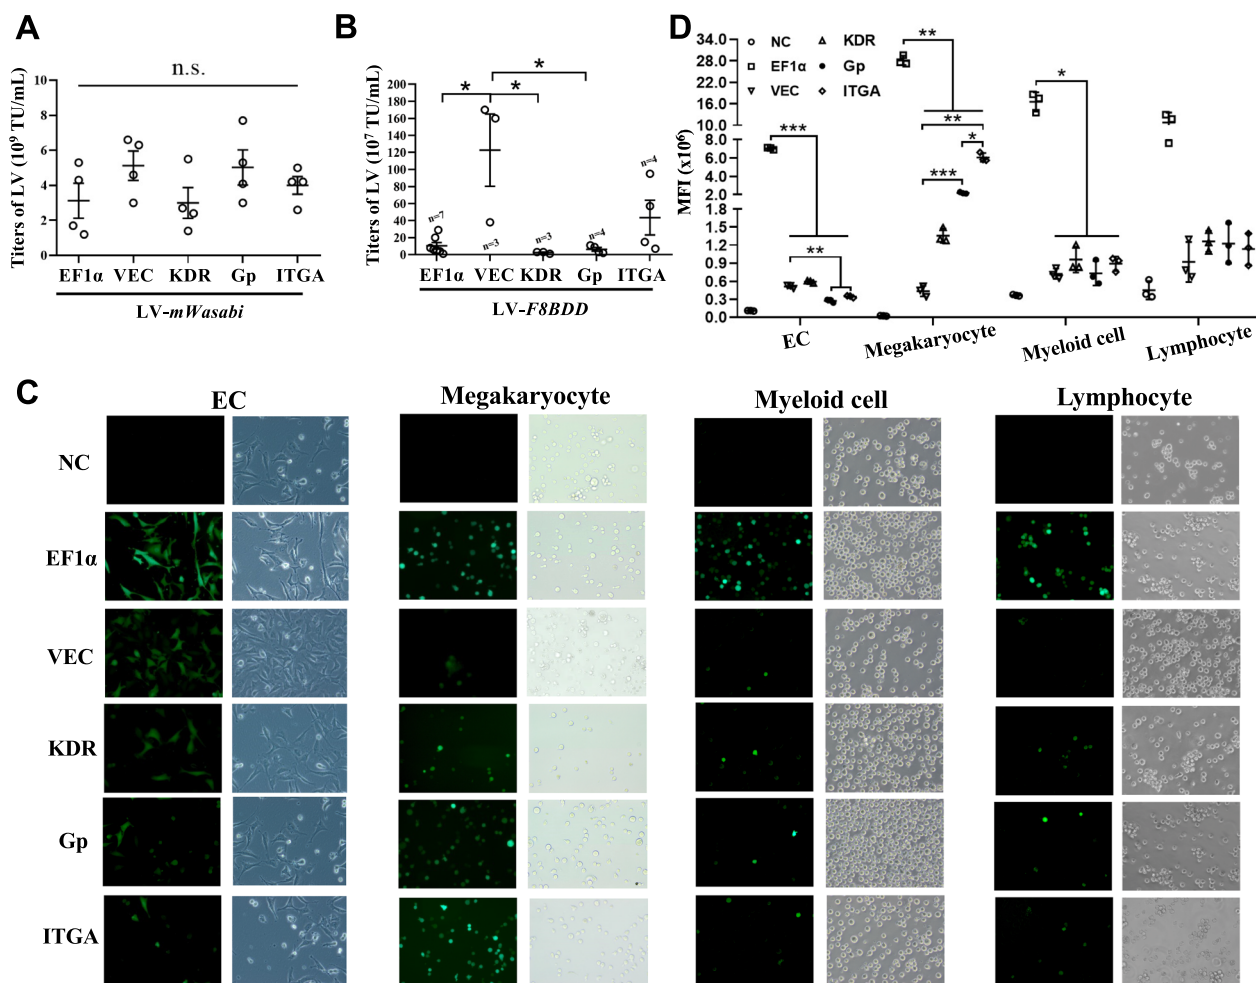 A
n.s.
Titers of LV (10⁹ TU/mL)
10
8
6
4
2
0
EF1α VEC KDR Gp ITGA
LV-mWasabi
B
*
* *
Titers of LV (10⁷ TU/mL)
200
180
160
140
120
100
80
60
40
20
0
n=7
n=3
n=3
n=4
n=4
EF1α VEC KDR Gp ITGA
LV-F8BDD
D
NC KDR
EF1α Gp
VEC ITGA
MFI (x10⁶)
34.0
28.0
22.0
16.0
10.0
8.0
6.0
4.0
2.0
1.8
1.5
1.2
0.9
0.6
0.3
0.0
***
**
**
**
*
***
*
EC Megakaryocyte Myeloid cell Lymphocyte
C
EC Megakaryocyte Myeloid cell Lymphocyte
NC
EF1α
VEC
KDR
Gp
ITGA